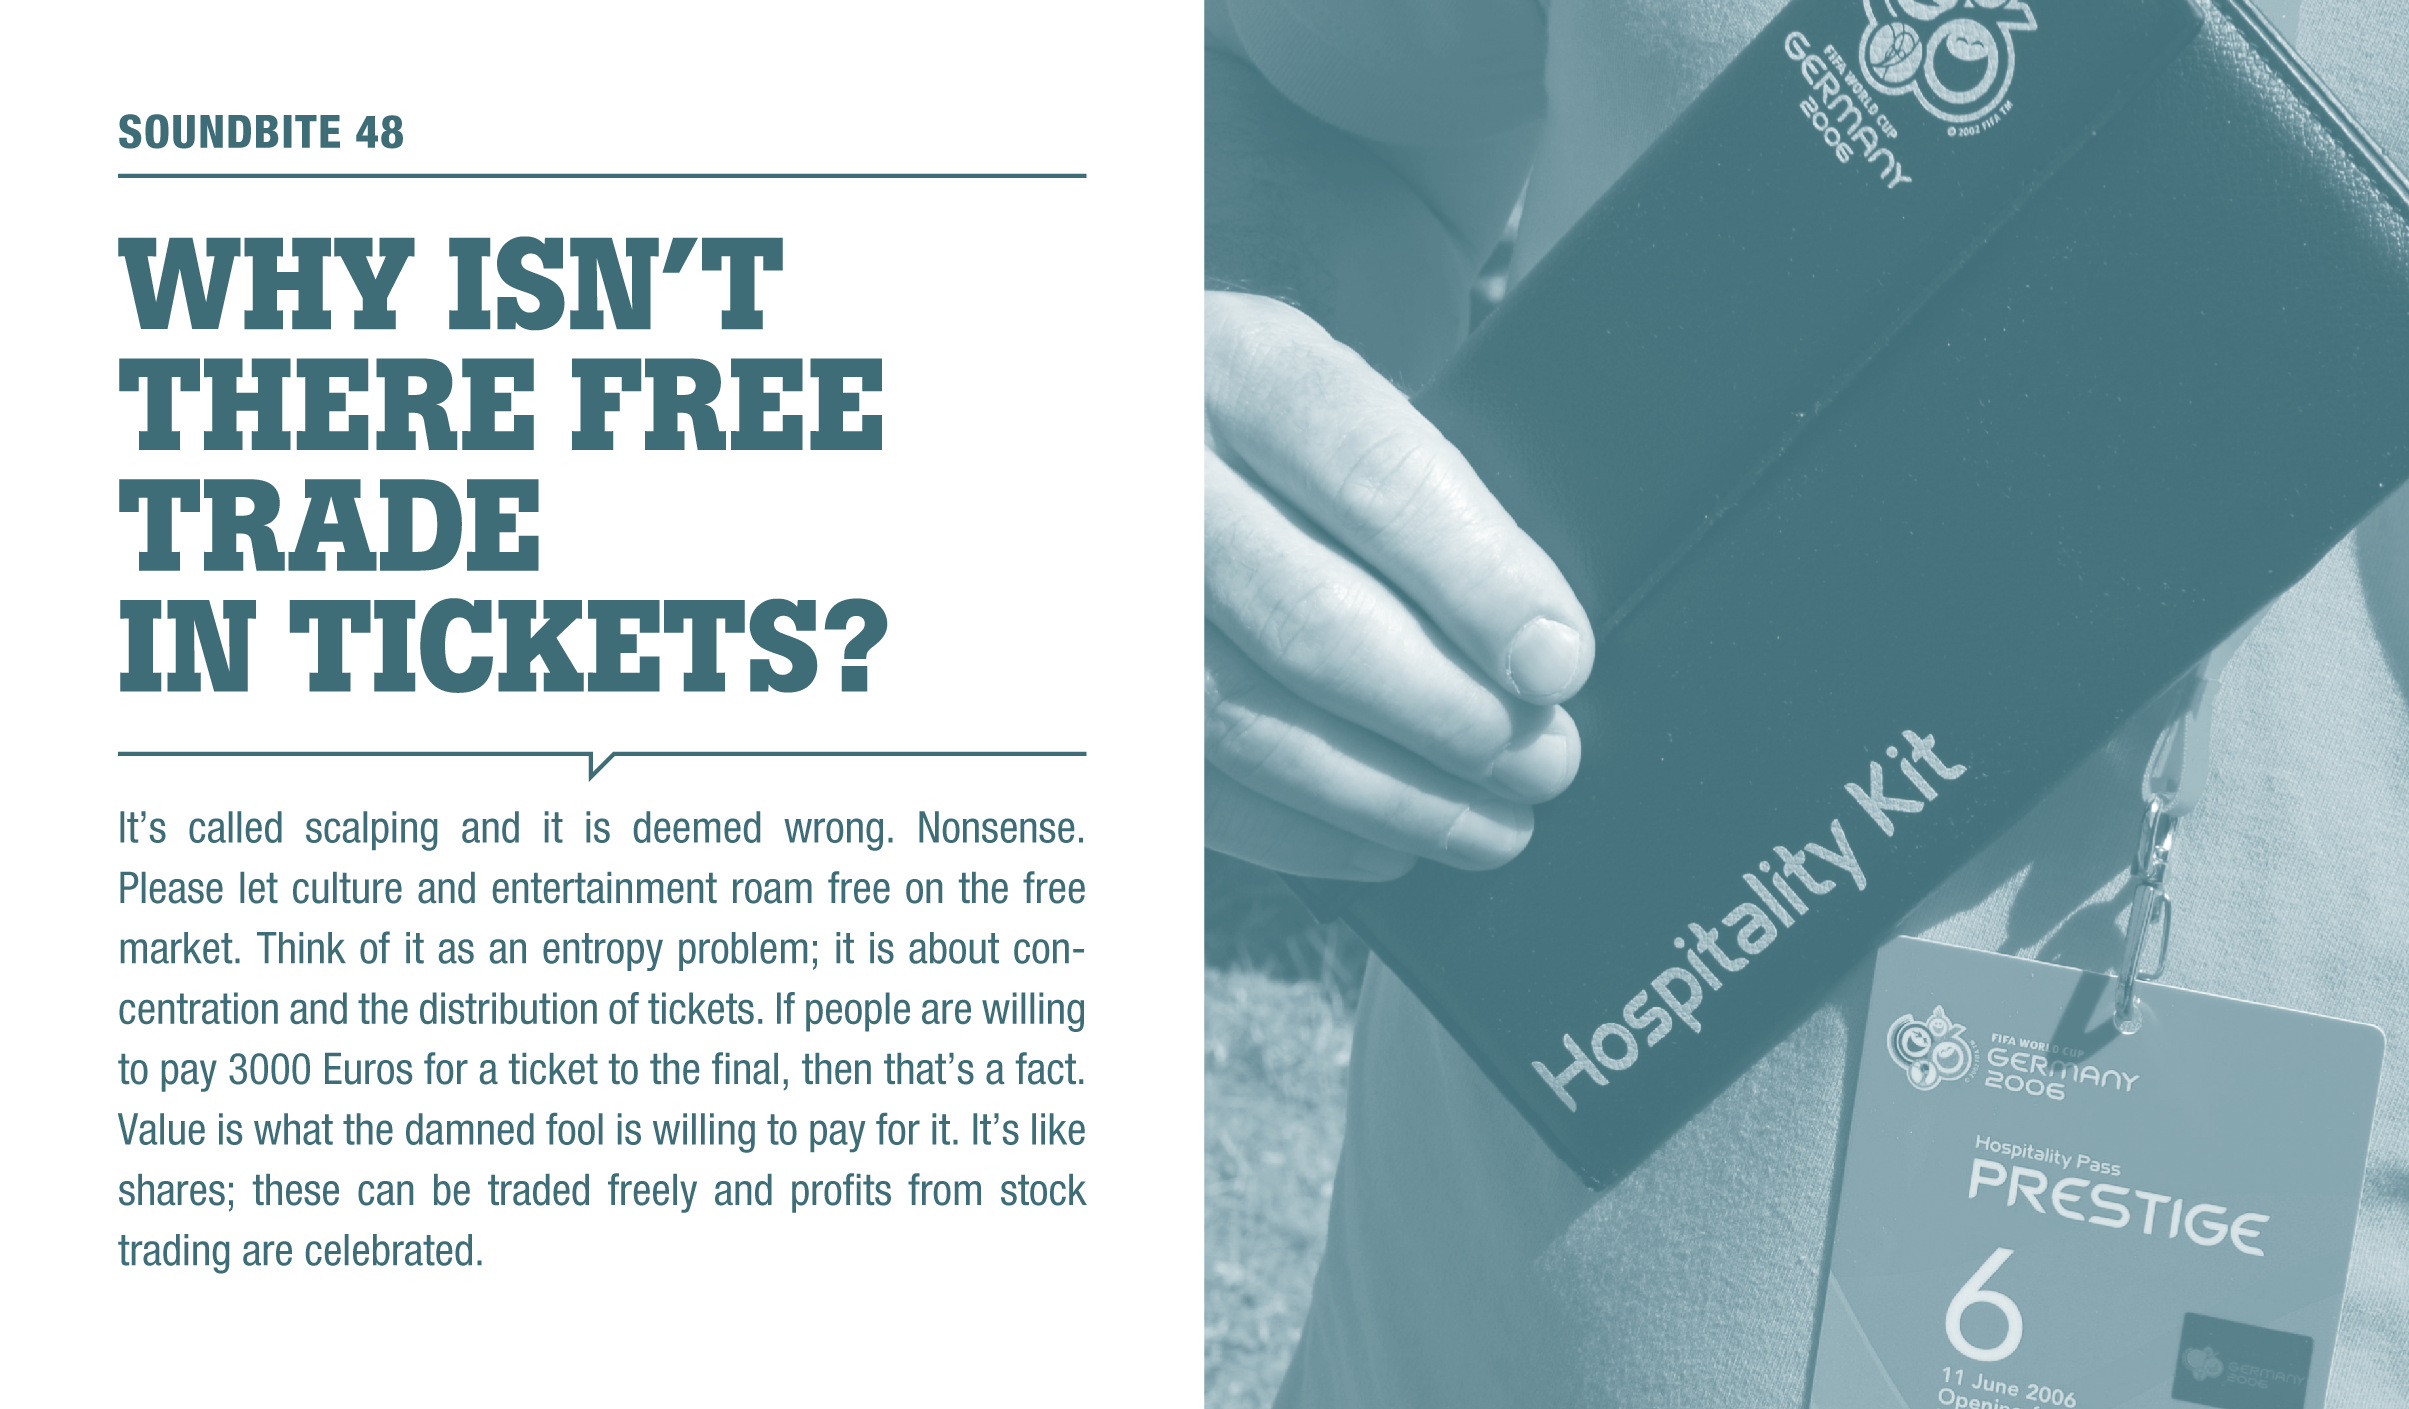 SOUNDBITE 48
WHY ISN’T
THERE FREE
TRADE
IN TICKETS?
It’s called scalping and it is deemed wrong. Nonsense.
Please let culture and entertainment roam free on the free
market. Think of it as an entropy problem; it is about con-
centration and the distribution of tickets. If people are willing
to pay 3000 Euros for a ticket to the final, then that’s a fact.
Value is what the damned fool is willing to pay for it. It’s like
shares; these can be traded freely and profits from stock
trading are celebrated.
FIFA WORLD CUP
GERMANY
2006
© 2002 FIFA TM
Hospitality Kit
FIFA WORLD CUP
GERMANY
2006
Hospitality Pass
PRESTIGE
6
11 June 2006
GERMANY
2006